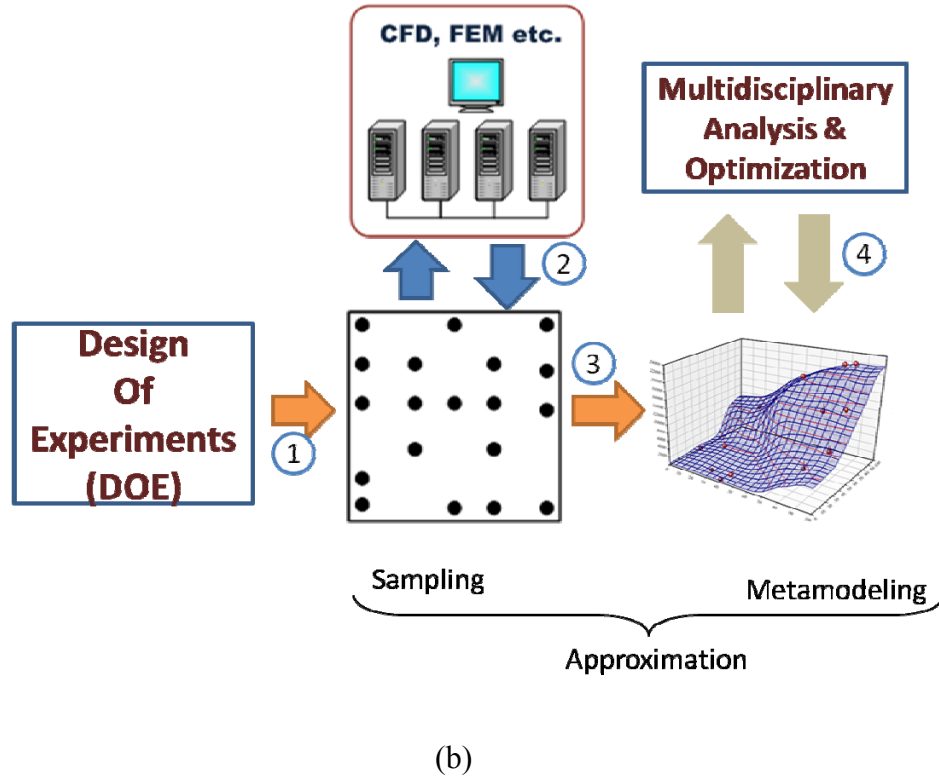 CFD, FEM etc.
Multidisciplinary
Analysis &
Optimization
2
4
Design
Of
Experiments
(DOE)
1
3
Sampling
Metamodeling
Approximation
(b)